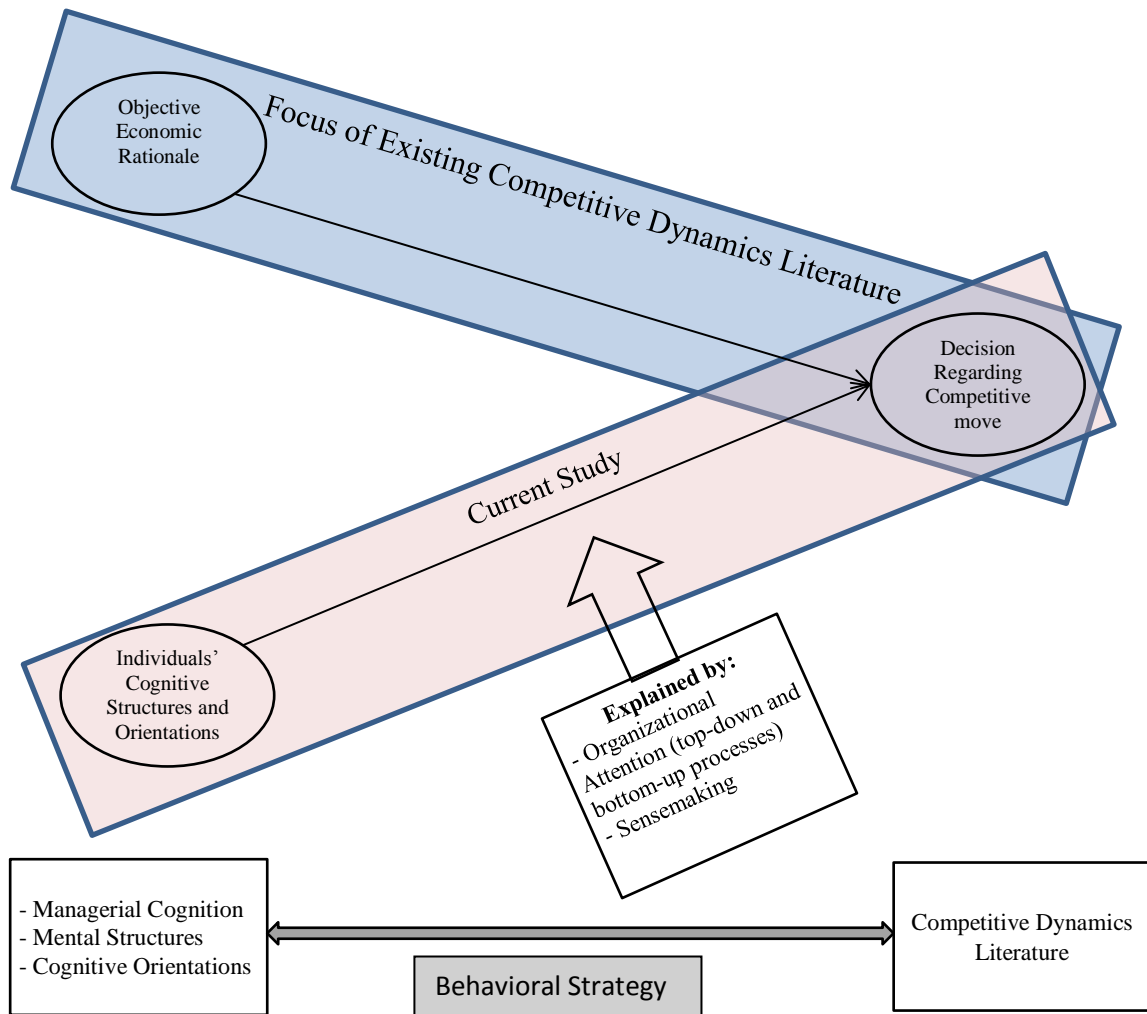 Objective
Economic
Rationale
Focus of Existing Competitive Dynamics Literature
Decision
Regarding
Competitive
move
Current Study
Individuals’
Cognitive
Structures and
Orientations
Explained by:
- Organizational
Attention (top-down and
bottom-up processes)
- Sensemaking
- Managerial Cognition
- Mental Structures
- Cognitive Orientations
Competitive Dynamics
Literature
Behavioral Strategy